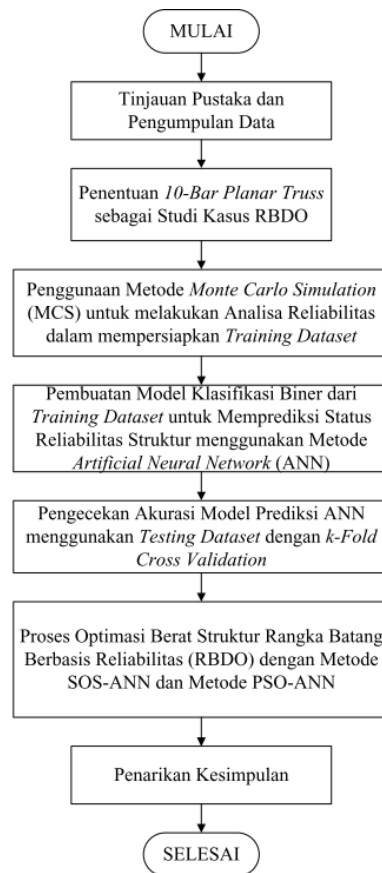 MULAI
Tinjauan Pustaka dan
Pengumpulan Data
Penentuan 10-Bar Planar Truss
sebagai Studi Kasus RBDO
Penggunaan Metode Monte Carlo Simulation
(MCS) untuk melakukan Analisa Reliabilitas
dalam mempersiapkan Training Dataset
Pembuatan Model Klasifikasi Biner dari
Training Dataset untuk Memprediksi Status
Reliabilitas Struktur menggunakan Metode
Artificial Neural Network (ANN)
Pengecekan Akurasi Model Prediksi ANN
menggunakan Testing Dataset dengan k-Fold
Cross Validation
Proses Optimasi Berat Struktur Rangka Batang
Berbasis Reliabilitas (RBDO) dengan Metode
SOS-ANN dan Metode PSO-ANN
Penarikan Kesimpulan
SELESAI